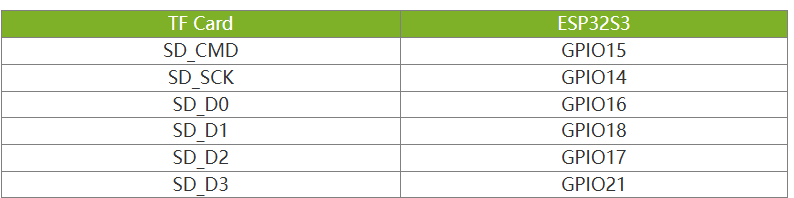 TF Card ESP32S3
SD_CMD GPIO15
SD_SCK GPIO14
SD_D0 GPIO16
SD_D1 GPIO18
SD_D2 GPIO17
SD_D3 GPIO21